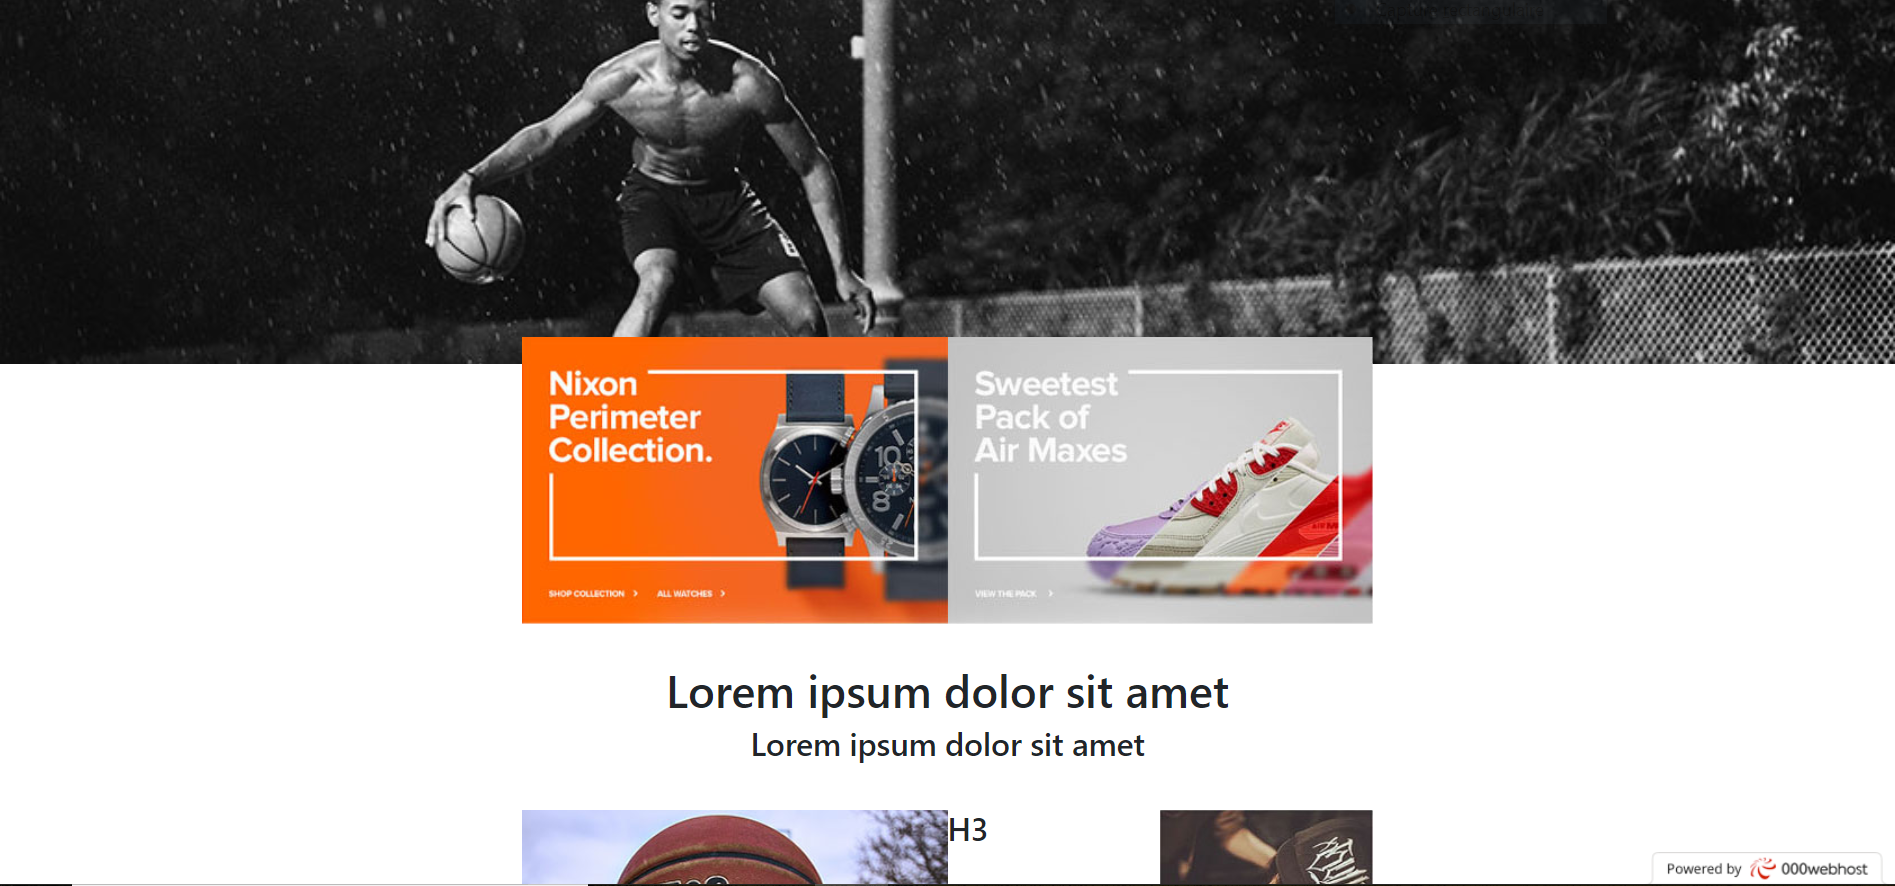 Nixon
Perimeter
Collection.
SHOP COLLECTION >
ALL WATCHES >
Sweetest
Pack of
Air Maxes
VIEW THE PACK >
Lorem ipsum dolor sit amet
Lorem ipsum dolor sit amet
H3
Powered by 000webhost